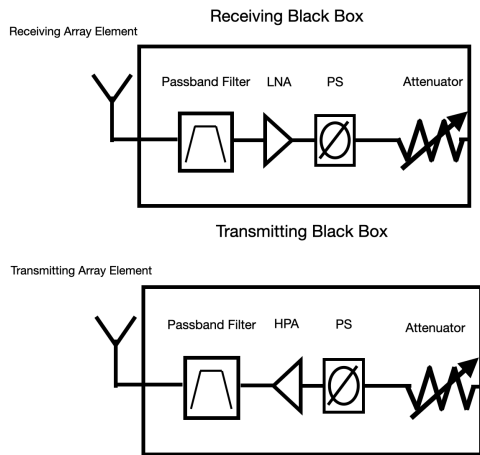 Receiving Black Box
Receiving Array Element
Passband Filter LNA PS Attenuator
Transmitting Black Box
Transmitting Array Element
Passband Filter HPA PS Attenuator